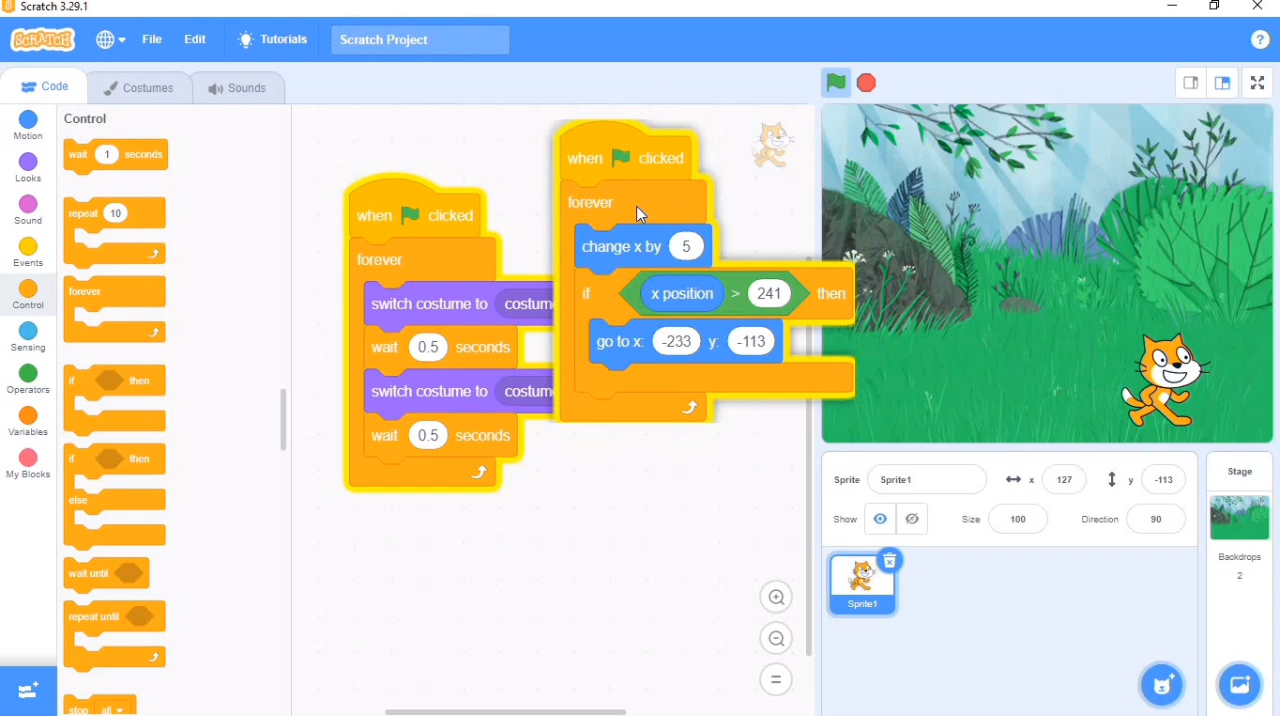 Scratch 3.29.1
SCRATCH File Edit Tutorials Scratch Project ?
Code Costumes Sounds
Motion
Looks
Sound
Events
Control
Sensing
Operators
Variables
My Blocks
Control
wait 1 seconds
repeat 10
forever
if then
if then
else
wait until
repeat until
stop all
when clicked
forever
switch costume to
wait 0.5 seconds
switch costume to
wait 0.5 seconds
when clicked
forever
change x by 5
if x position > 241 then
go to x: -233 y: -113
Sprite Sprite1 x 127 y -113
Show Size 100 Direction 90
Sprite1
Stage
Backdrops
2